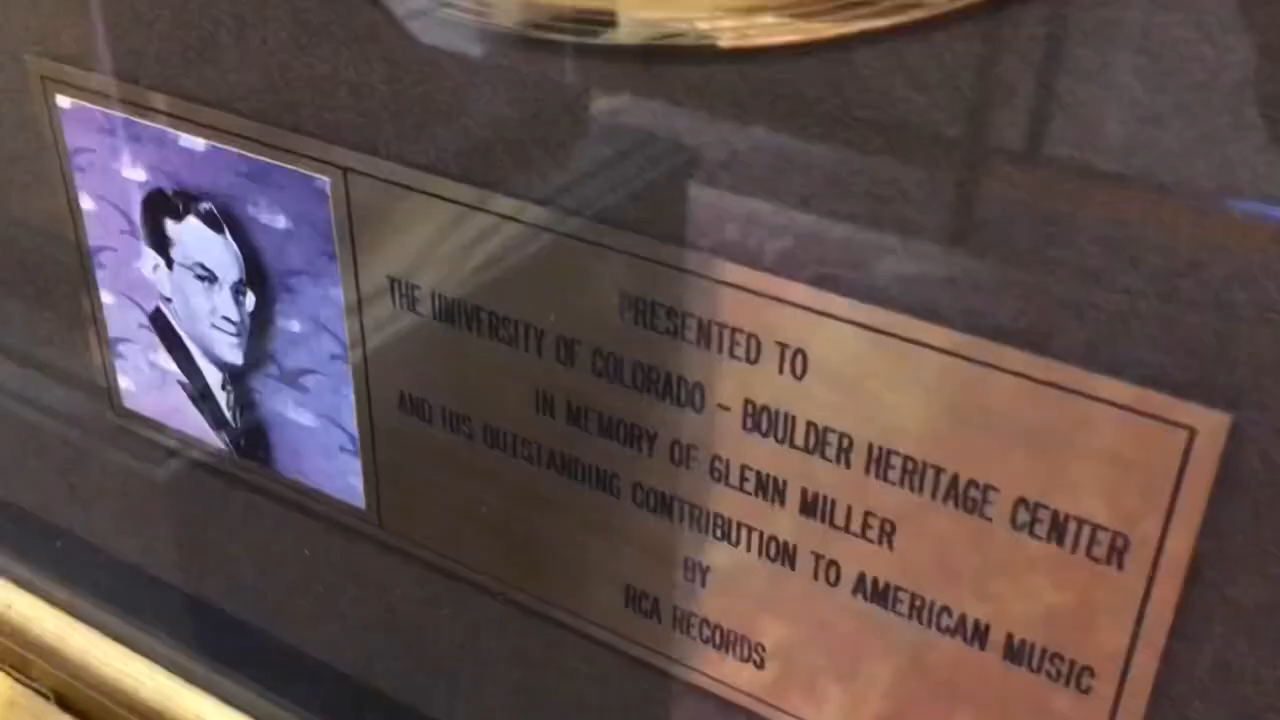 PRESENTED TO
THE UNIVERSITY OF COLORADO - BOULDER HERITAGE CENTER
IN MEMORY OF GLENN MILLER
AND HIS OUTSTANDING CONTRIBUTION TO AMERICAN MUSIC
BY
RCA RECORDS